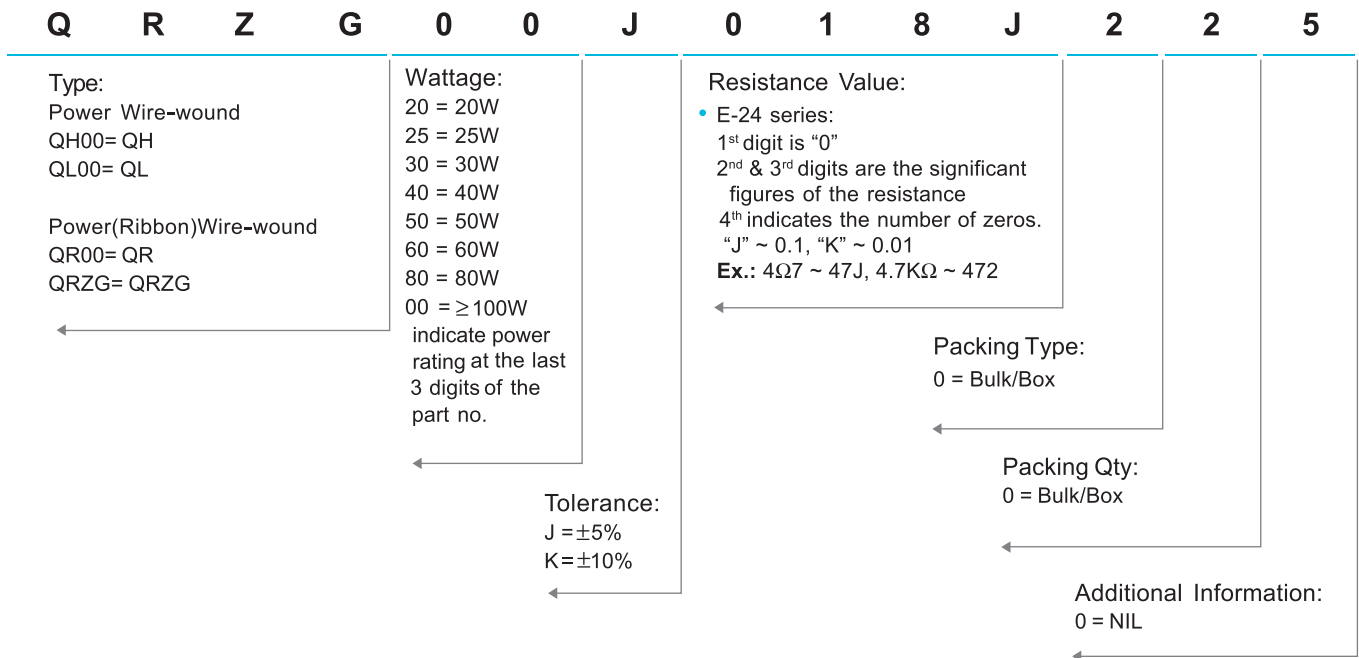 Q R Z G 0 0 J 0 1 8 J 2 2 5
Type:
Power Wire-wound
QH00= QH
QL00= QL
Power(Ribbon)Wire-wound
QR00= QR
QRZG= QRZG
Wattage:
20 = 20W
25 = 25W
30 = 30W
40 = 40W
50 = 50W
60 = 60W
80 = 80W
00 = ≥100W
indicate power
rating at the last
3 digits of the
part no.
Tolerance:
J =±5%
K=±10%
Resistance Value:
• E-24 series:
1st digit is “0”
2nd & 3rd digits are the significant
figures of the resistance
4th indicates the number of zeros.
“J” ~ 0.1, “K” ~ 0.01
Ex.: 4Ω7 ~ 47J, 4.7KΩ ~ 472
Packing Type:
0 = Bulk/Box
Packing Qty:
0 = Bulk/Box
Additional Information:
0 = NIL